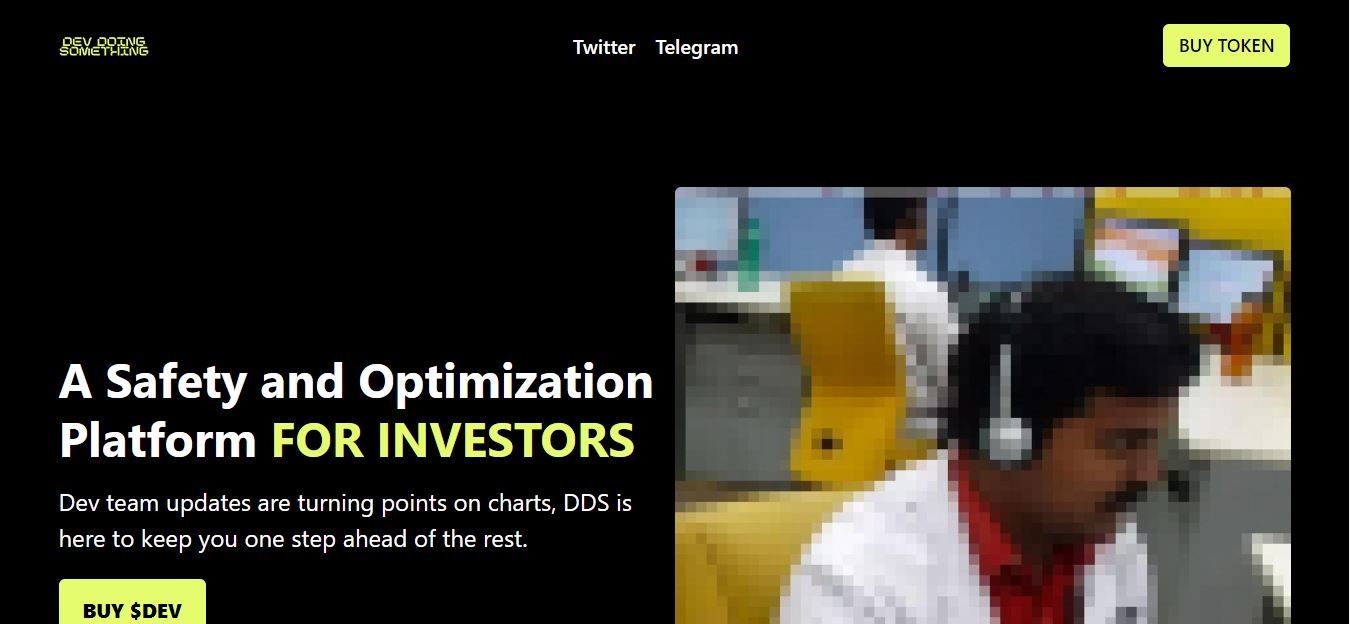 DEV DOING
SOMETHING
Twitter Telegram
BUY TOKEN
A Safety and Optimization
Platform FOR INVESTORS
Dev team updates are turning points on charts, DDS is
here to keep you one step ahead of the rest.
BUY $DEV